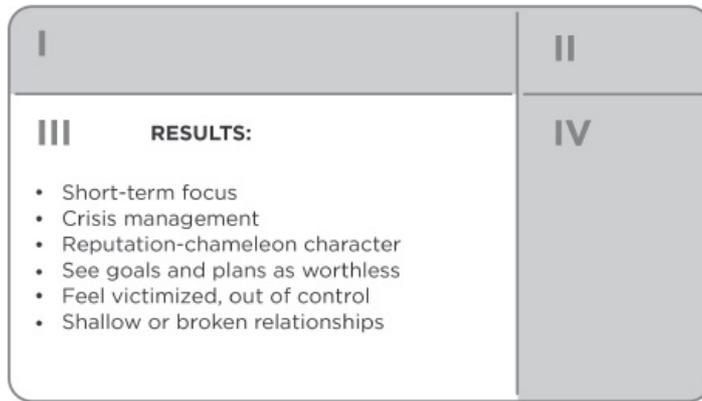 I
II
III RESULTS:
IV
• Short-term focus
• Crisis management
• Reputation-chameleon character
• See goals and plans as worthless
• Feel victimized, out of control
• Shallow or broken relationships